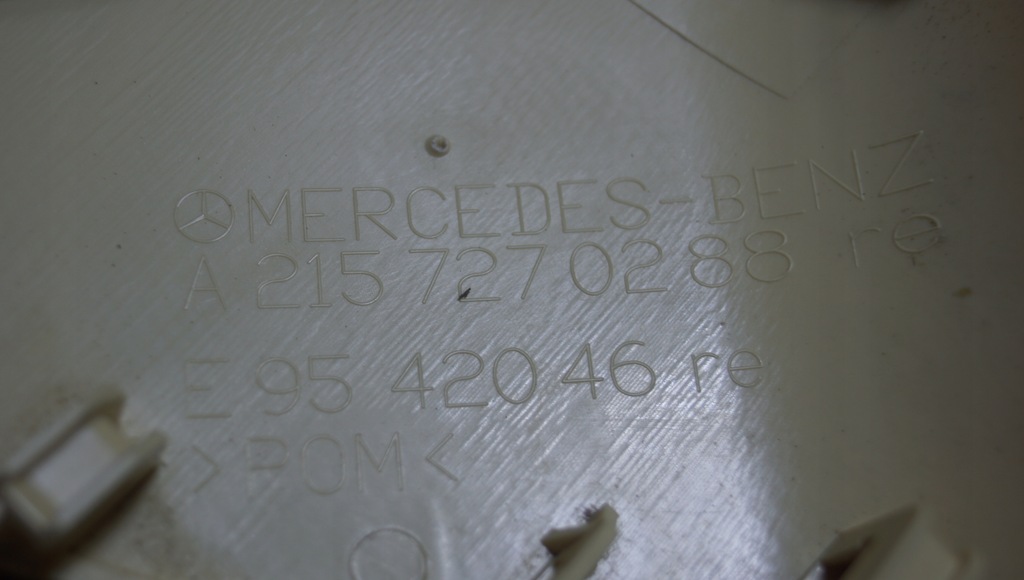 MERCEDES-BENZ
A 215 727 02 88 re
E 95 420 46 re
>POM<